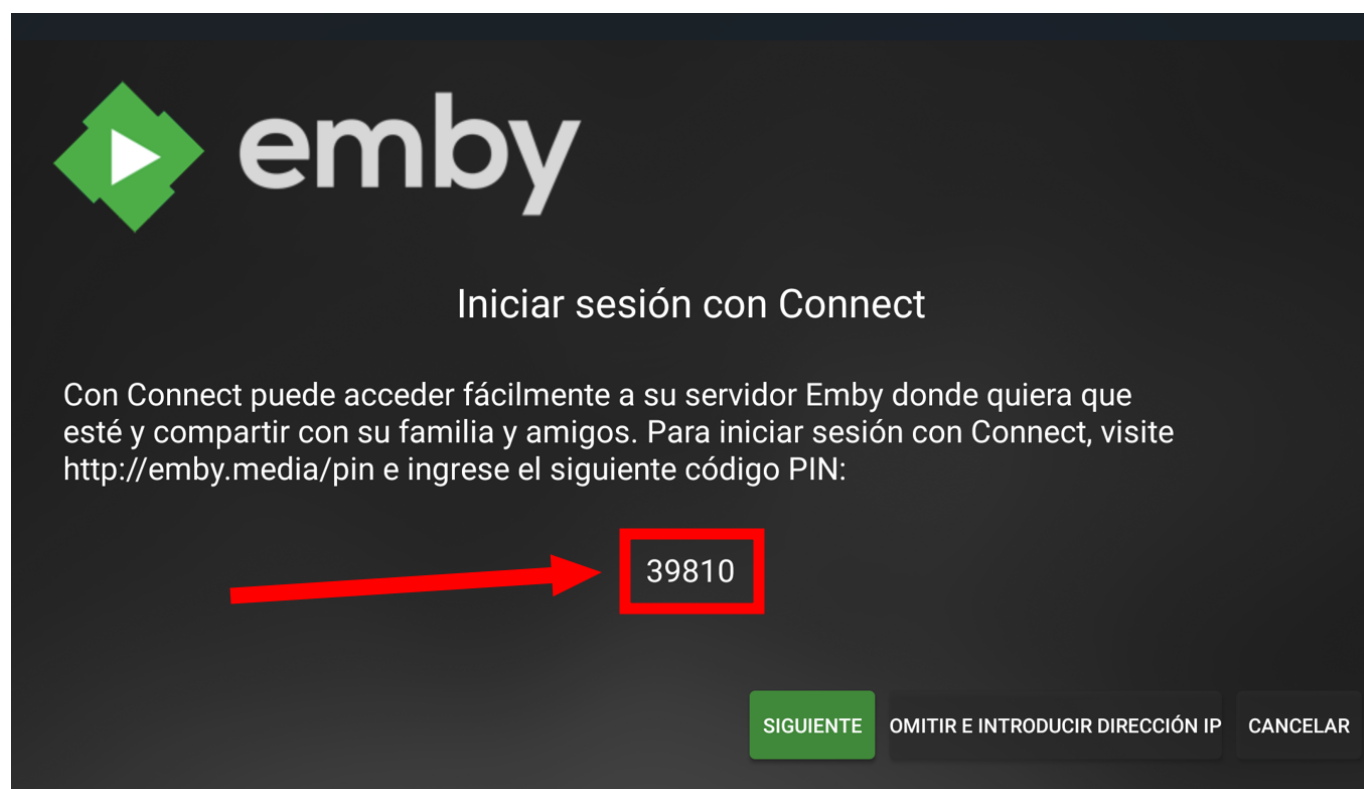 emby
Iniciar sesión con Connect
Con Connect puede acceder fácilmente a su servidor Emby donde quiera que
esté y compartir con su familia y amigos. Para iniciar sesión con Connect, visite
http://emby.media/pin e ingrese el siguiente código PIN:
39810
SIGUIENTE OMITIR E INTRODUCIR DIRECCIÓN IP CANCELAR